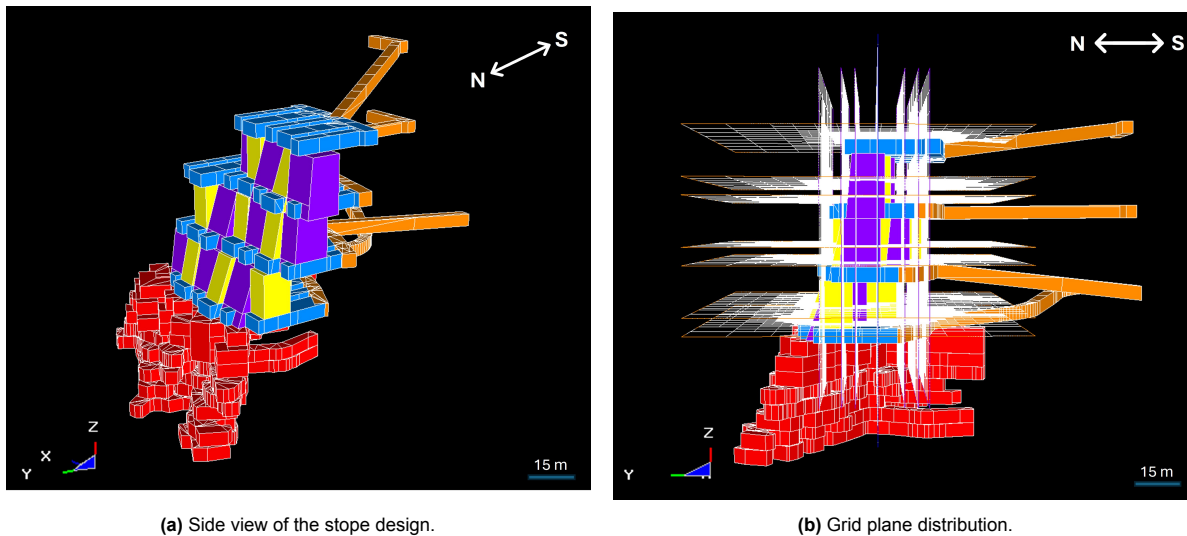 N
S
Z
X
Y
15 m
N
S
Z
Y
15 m
(a) Side view of the stope design.
(b) Grid plane distribution.